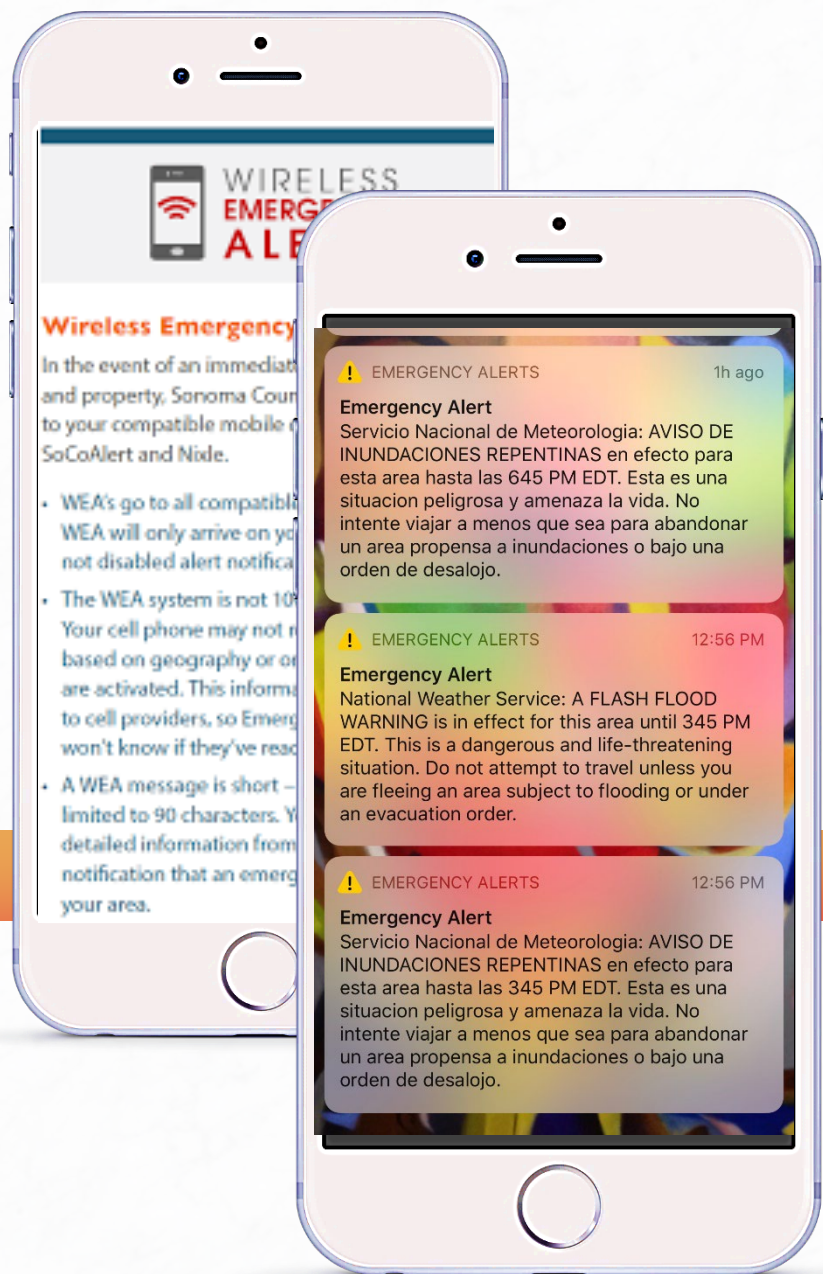 WIRELESS
Wireless Emergency
In the event of an
and property, Sonoma
to your compatible mobile
SoCoAlert and Nixle.
• WEA's go to all
WEA will only arrive on
not disabled alert
• The WEA system is not
Your cell phone may not
based on geography or
are activated. This
to cell providers, so
won't know if they've
• A WEA message is short –
limited to 90 characters.
detailed information from
notification that an
your area.
EMERGENCY ALERTS 1h ago
Emergency Alert
Servicio Nacional de Meteorologia: AVISO DE
INUNDACIONES REPENTINAS en efecto para
esta area hasta las 645 PM EDT. Esta es una
situacion peligrosa y amenaza la vida. No
intente viajar a menos que sea para abandonar
un area propensa a inundaciones o bajo una
orden de desalojo.
EMERGENCY ALERTS 12:56 PM
Emergency Alert
National Weather Service: A FLASH FLOOD
WARNING is in effect for this area until 345 PM
EDT. This is a dangerous and life-threatening
situation. Do not attempt to travel unless you
are fleeing an area subject to flooding or under
an evacuation order.
EMERGENCY ALERTS 12:56 PM
Emergency Alert
Servicio Nacional de Meteorologia: AVISO DE
INUNDACIONES REPENTINAS en efecto para
esta area hasta las 345 PM EDT. Esta es una
situacion peligrosa y amenaza la vida. No
intente viajar a menos que sea para abandonar
un area propensa a inundaciones o bajo una
orden de desalojo.